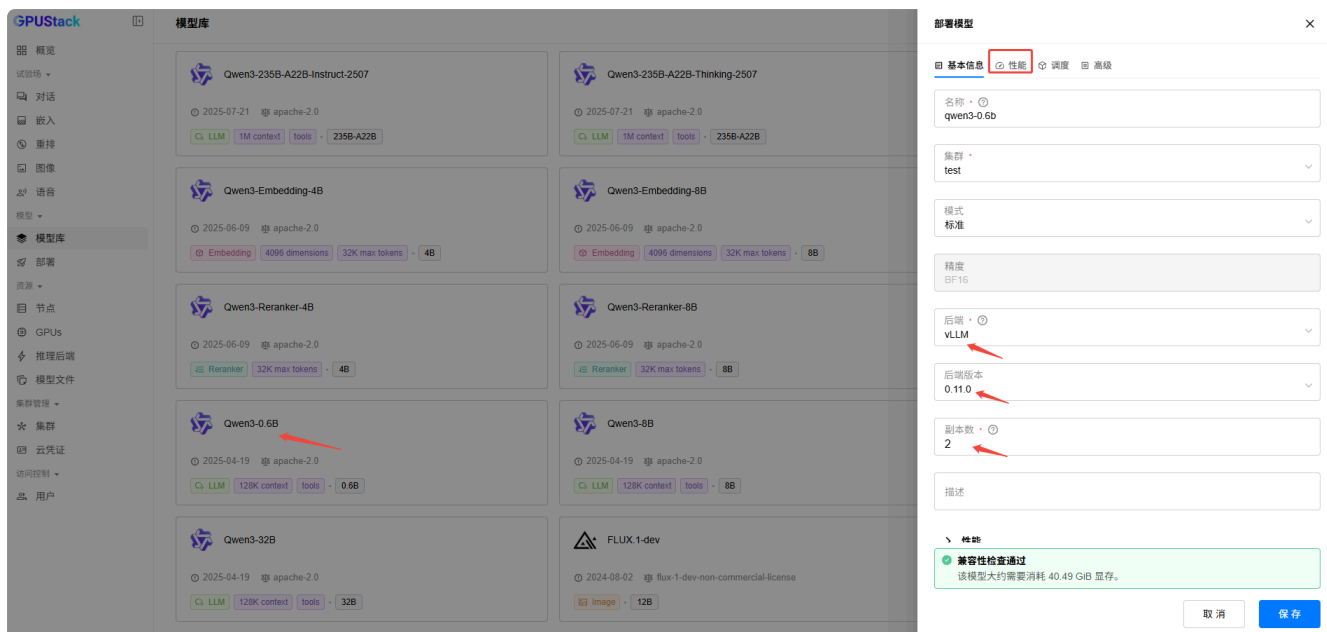 GPUStack
概览
试验场
对话
嵌入
重排
图像
语音
模型
模型库
部署
资源
节点
GPUs
推理后端
模型文件
集群管理
集群
云凭证
访问控制
用户
模型库
Qwen3-235B-A22B-Instruct-2507
2025-07-21 apache-2.0
LLM 1M context tools 235B-A22B
Qwen3-235B-A22B-Thinking-2507
2025-07-21 apache-2.0
LLM 1M context tools 235B-A22B
Qwen3-Embedding-4B
2025-06-09 apache-2.0
Embedding 4096 dimensions 32K max tokens 4B
Qwen3-Embedding-8B
2025-06-09 apache-2.0
Embedding 4096 dimensions 32K max tokens 8B
Qwen3-Reranker-4B
2025-06-09 apache-2.0
Reranker 32K max tokens 4B
Qwen3-Reranker-8B
2025-06-09 apache-2.0
Reranker 32K max tokens 8B
Qwen3-0.6B
2025-04-19 apache-2.0
LLM 128K context tools 0.6B
Qwen3-8B
2025-04-19 apache-2.0
LLM 128K context tools 8B
Qwen3-32B
2025-04-19 apache-2.0
LLM 128K context tools 32B
FLUX.1-dev
2024-08-02 flux-1-dev-non-commercial-license
Image 12B
部署模型
基本信息 性能 调度 高级
名称
qwen3-0.6b
集群
test
模式
标准
精度
BF16
后端
vLLM
后端版本
0.11.0
副本数
2
描述
性能
兼容性检查通过
该模型大约需要消耗 40.49 GiB 显存。
取消 保存